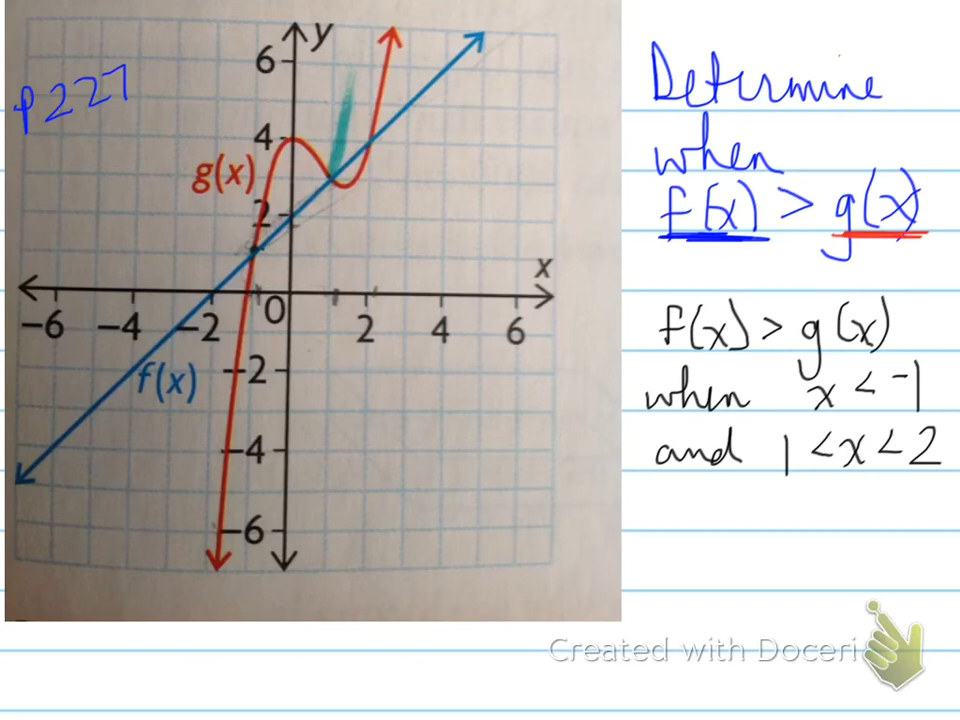 p227
y
6
4
g(x)
2
x
-6 -4 -2 O 2 4 6
f(x)
-2
-4
-6
Determine
when
f(x) > g(x)
f(x) > g(x)
when x < -1
and 1 < x < 2
Created with Doceri